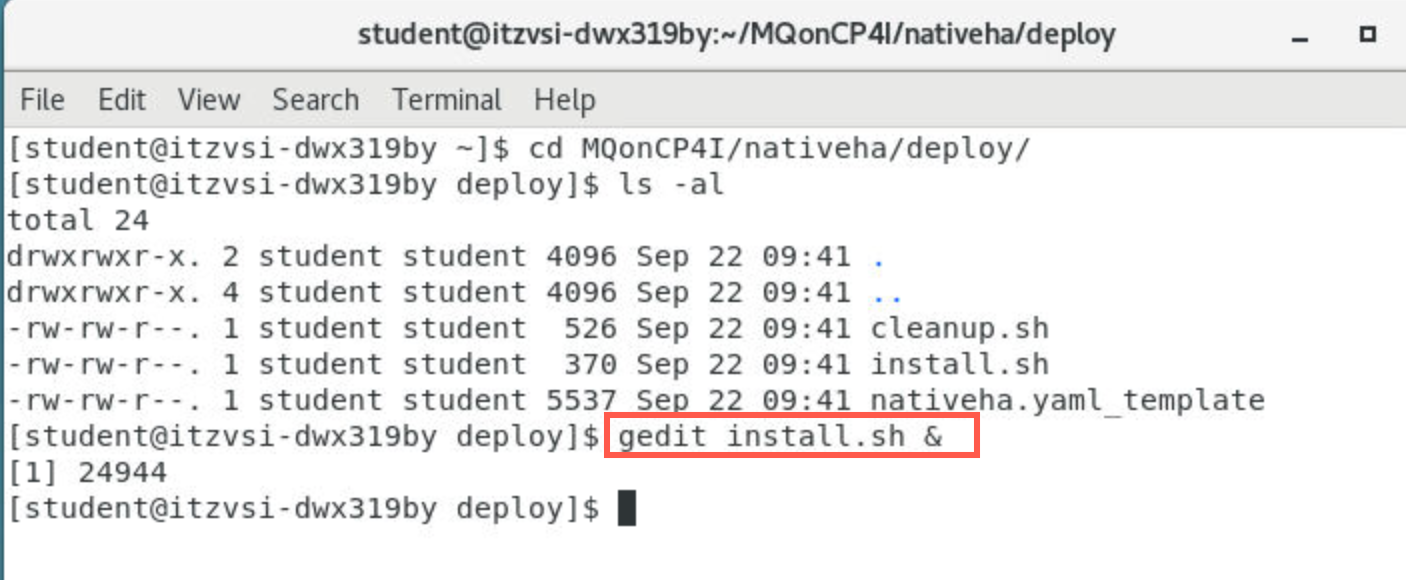 student@itzvsi-dwx319by:~/MQonCP4I/nativeha/deploy
File Edit View Search Terminal Help
[student@itzvsi-dwx319by ~]$ cd MQonCP4I/nativeha/deploy/
[student@itzvsi-dwx319by deploy]$ ls -al
total 24
drwxrwxr-x. 2 student student 4096 Sep 22 09:41 .
drwxrwxr-x. 4 student student 4096 Sep 22 09:41 ..
-rw-rw-r--. 1 student student  526 Sep 22 09:41 cleanup.sh
-rw-rw-r--. 1 student student  370 Sep 22 09:41 install.sh
-rw-rw-r--. 1 student student 5537 Sep 22 09:41 nativeha.yaml_template
[student@itzvsi-dwx319by deploy]$ gedit install.sh &
[1] 24944
[student@itzvsi-dwx319by deploy]$